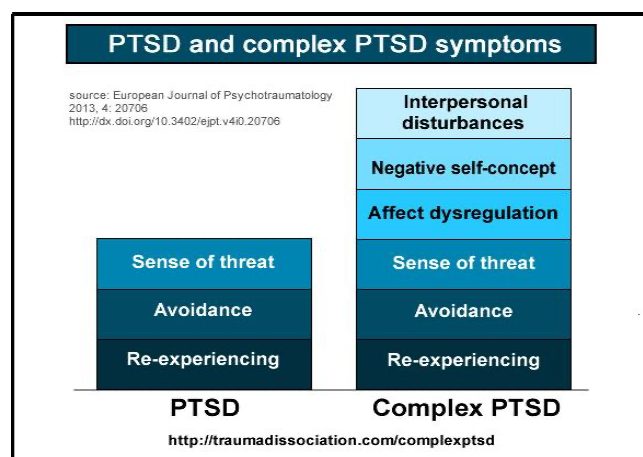 PTSD and complex PTSD symptoms
source: European Journal of Psychotraumatology
2013, 4: 20706
http://dx.doi.org/10.3402/ejpt.v4i0.20706
Interpersonal
disturbances
Negative self-concept
Affect dysregulation
Sense of threat
Sense of threat
Avoidance
Avoidance
Re-experiencing
Re-experiencing
PTSD
Complex PTSD
http://traumadissociation.com/complexptsd